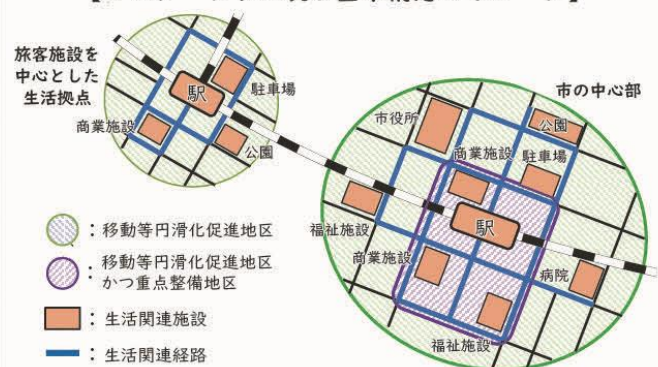 旅客施設を
中心とした
生活拠点
駅
駐車場
商業施設
公園
市の中心部
市役所
公園
商業施設
駐車場
駅
福祉施設
商業施設
病院
福祉施設
：移動等円滑化促進地区
：移動等円滑化促進地区
かつ重点整備地区
：生活関連施設
：生活関連経路